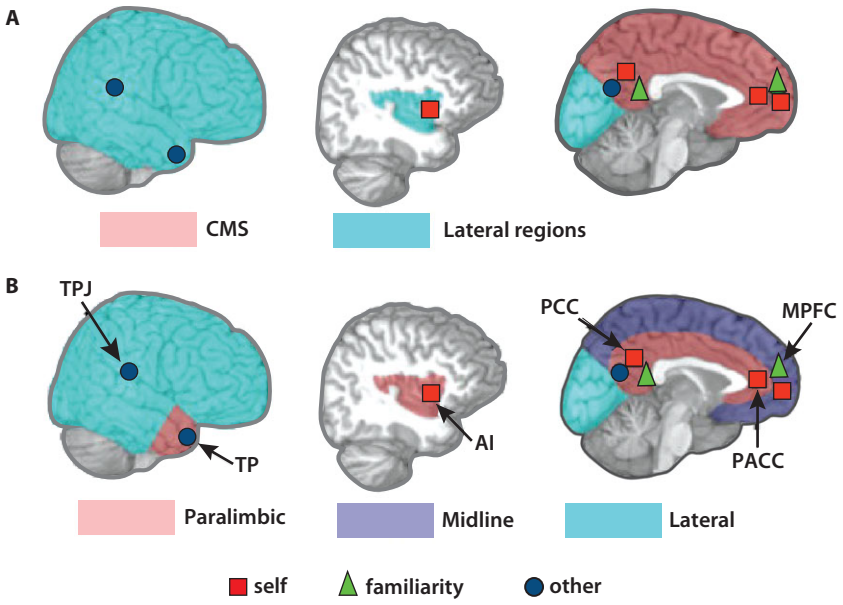 A
CMS
Lateral regions
B
TPJ
TP
AI
PCC
MPFC
PACC
Paralimbic
Midline
Lateral
self
familiarity
other